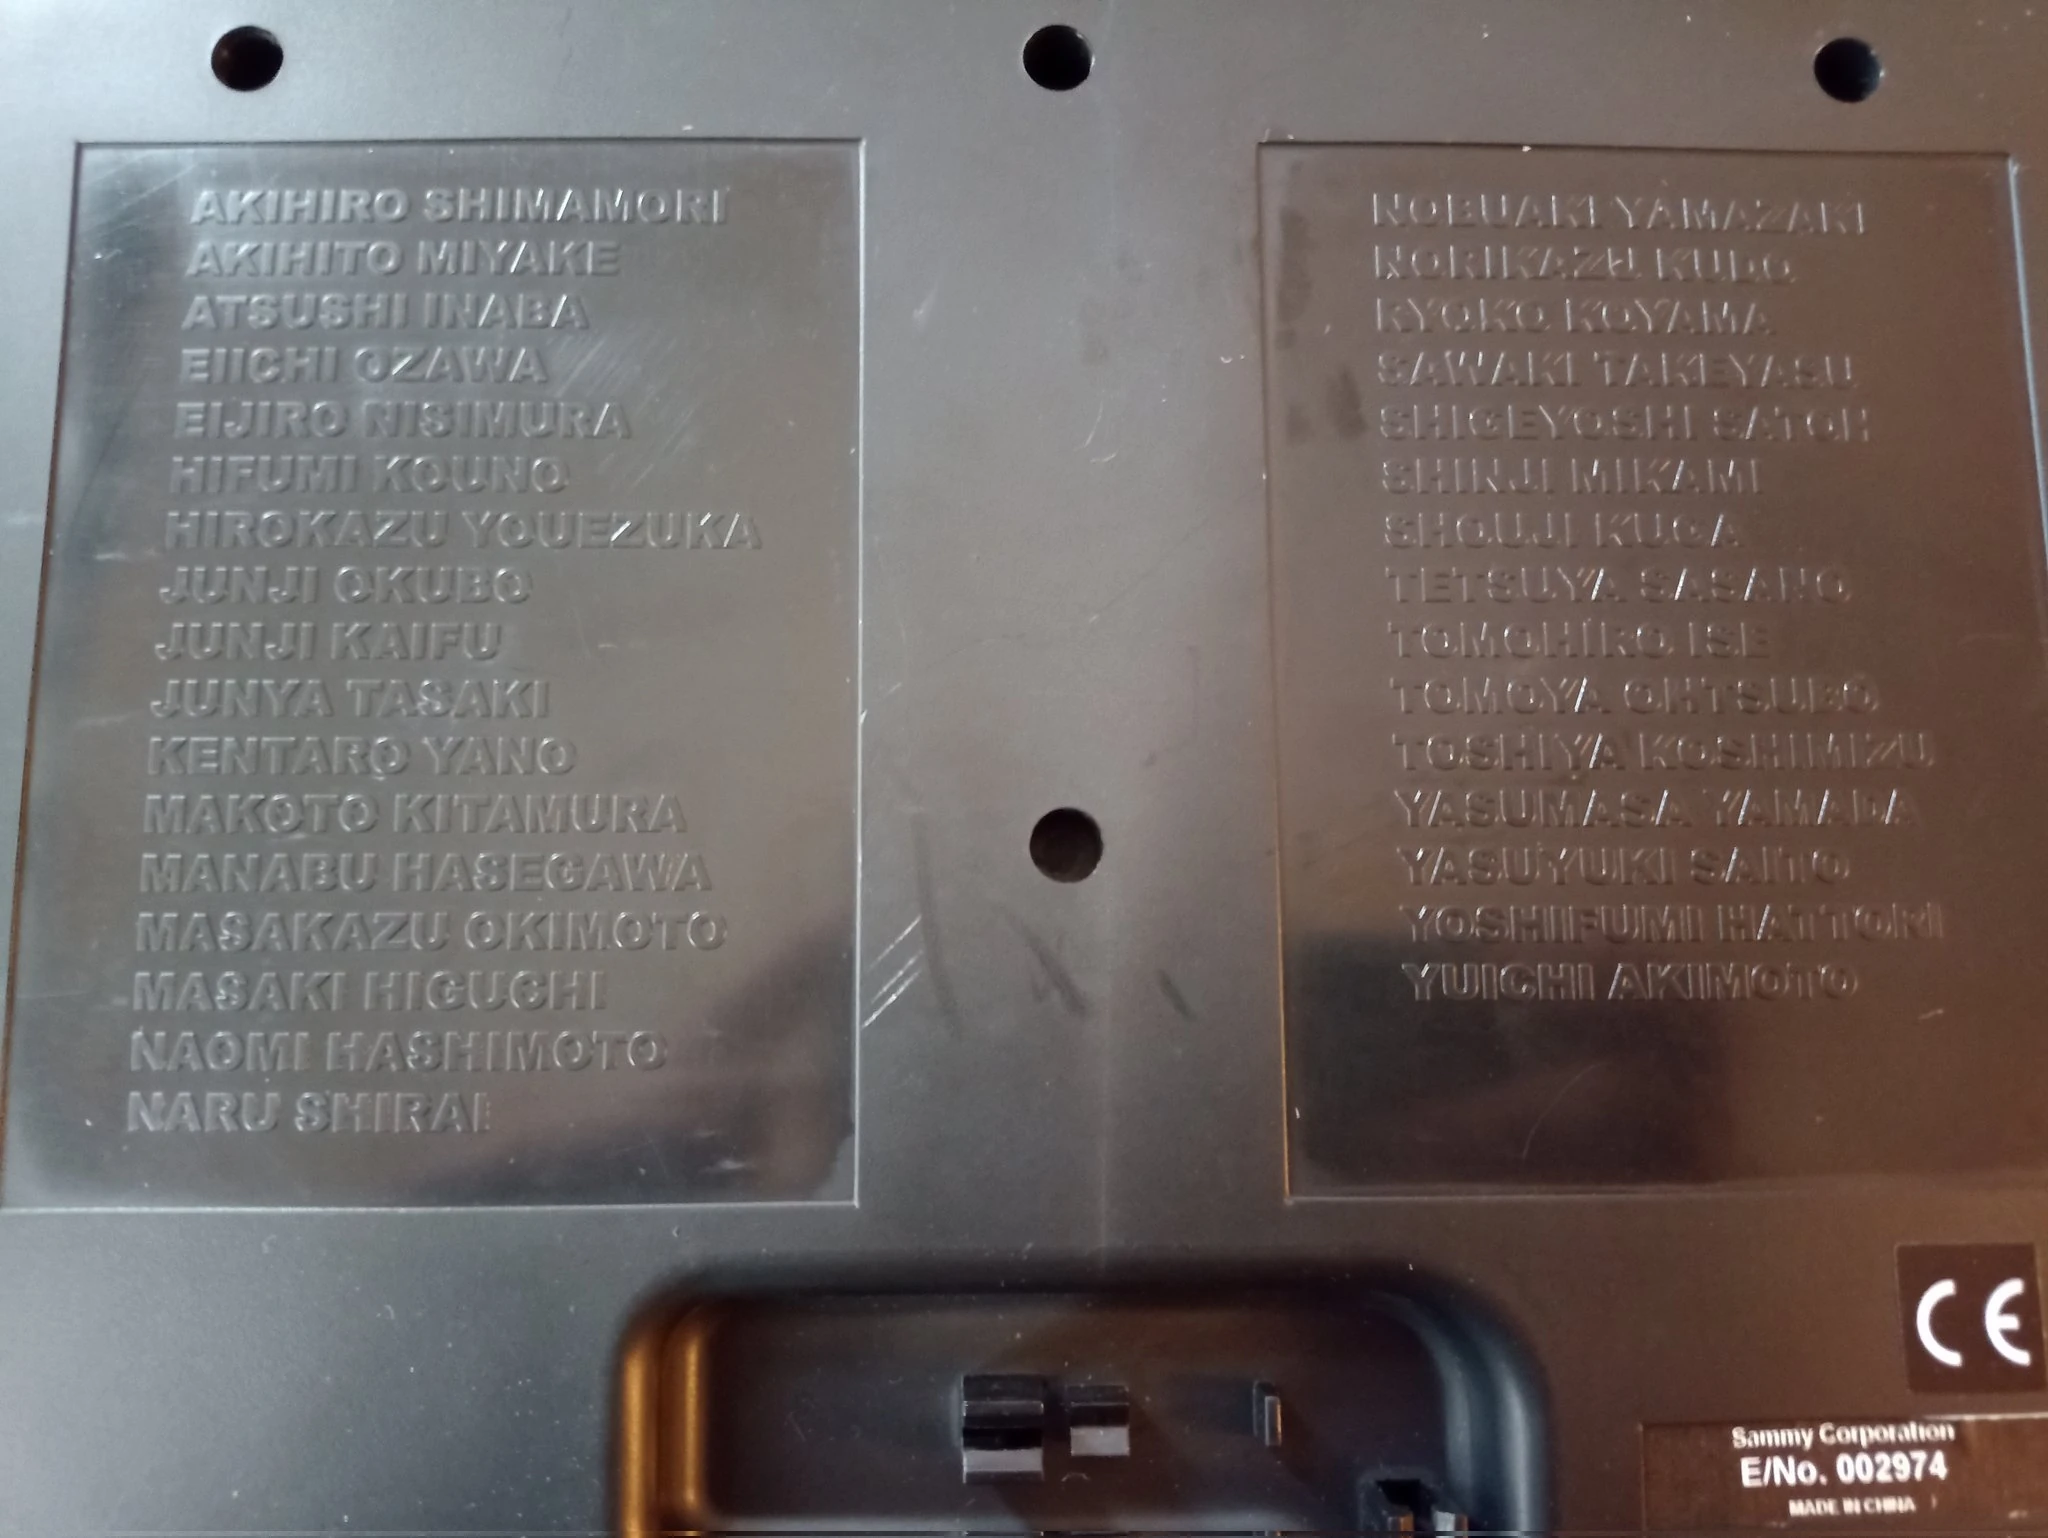 AKIHIRO SHIMAMORI
AKIHITO MIYAKE
ATSUSHI INABA
EIICHI OZAWA
EIJIRO NISIMURA
HIFUMI KOUNO
HIROKAZU YOUEZUKA
JUNJI OKUBO
JUNJI KAIFU
JUNYA TASAKI
KENTARO YANO
MAKOTO KITAMURA
MANABU HASEGAWA
MASAKAZU OKIMOTO
MASAKI HIGUCHI
NAOMI HASHIMOTO
NARU SHIRAI
NOBUAKI YAMAZAKI
NORIKAZU KUDO
RYOKO KOYAMA
SAWAKI TAKEYASU
SHIGEYOSHI SATOH
SHINJI MIKAMI
SHOUJI KUGA
TETSUYA SASANO
TOMOHIRO ISE
TOMOYA OHTSUBO
TOSHIYA KOSHIMIZU
YASUMASA YAMADA
YASUYUKI SAITO
YOSHIFUMI HATTORI
YUICHI AKIMOTO
CE
Sammy Corporation
E/No. 002974
MADE IN CHINA